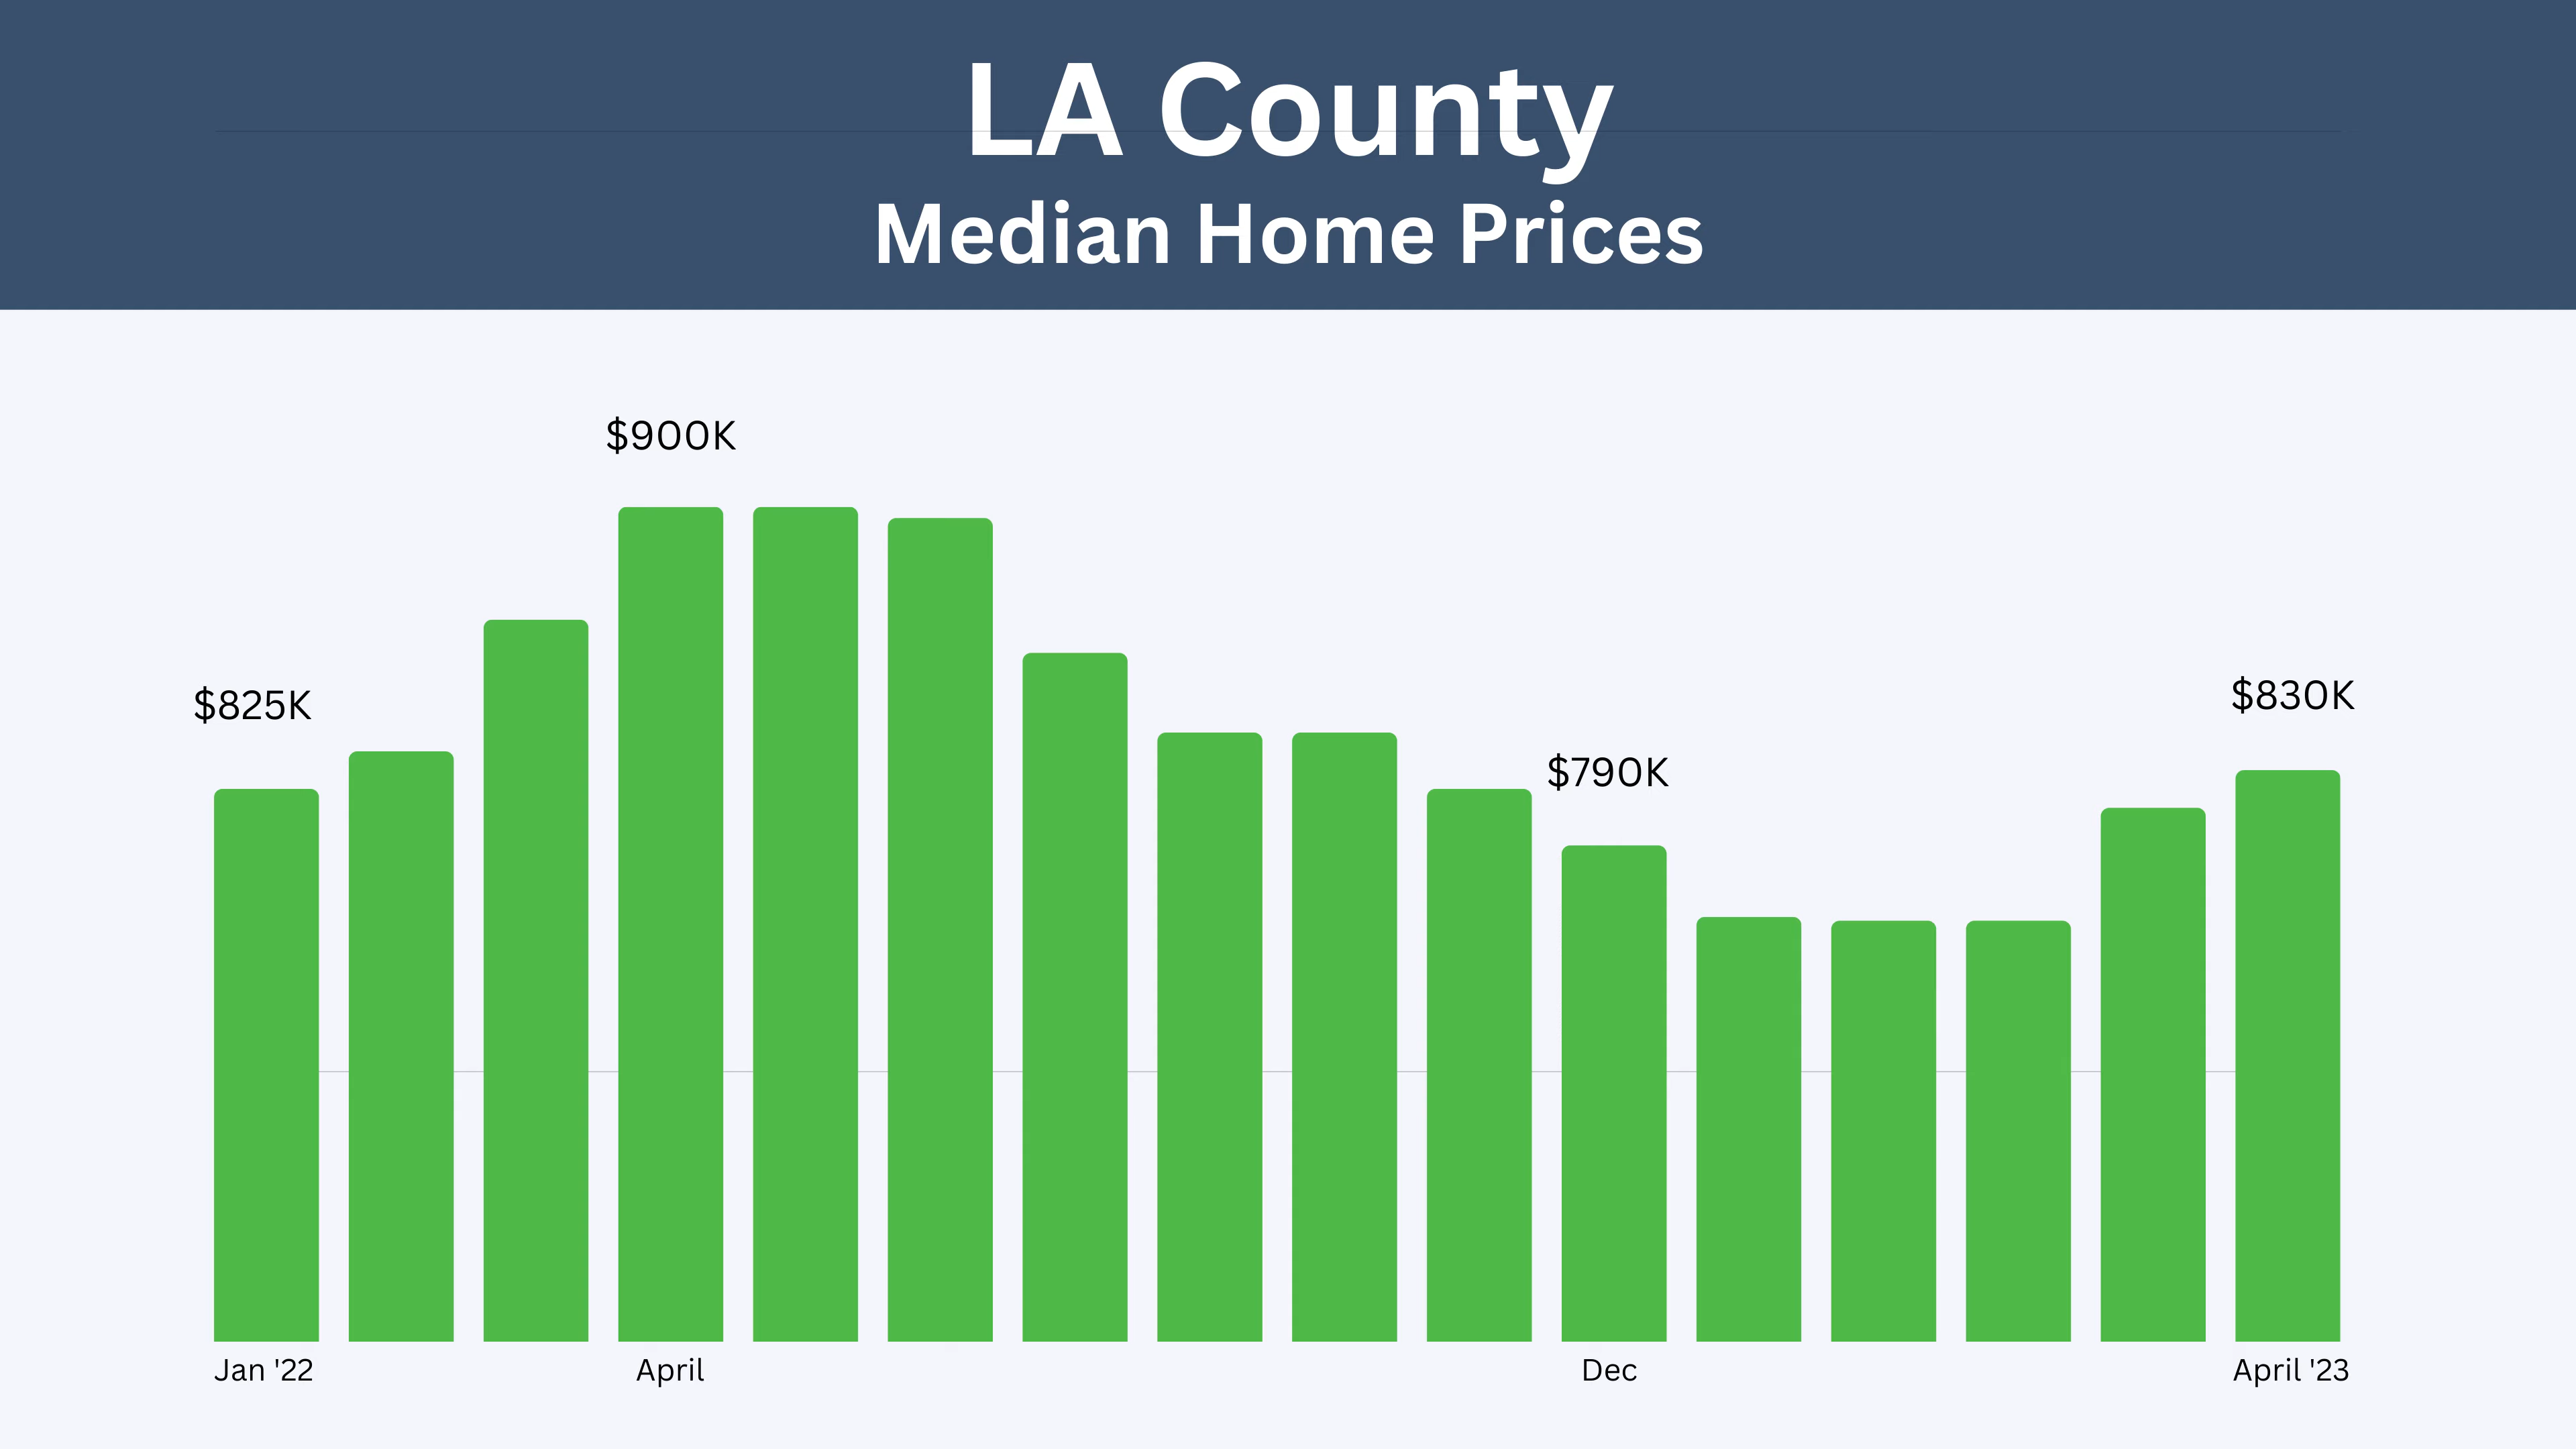 LA County
Median Home Prices
$900K
$825K
$830K
$790K
Jan '22
April
Dec
April '23